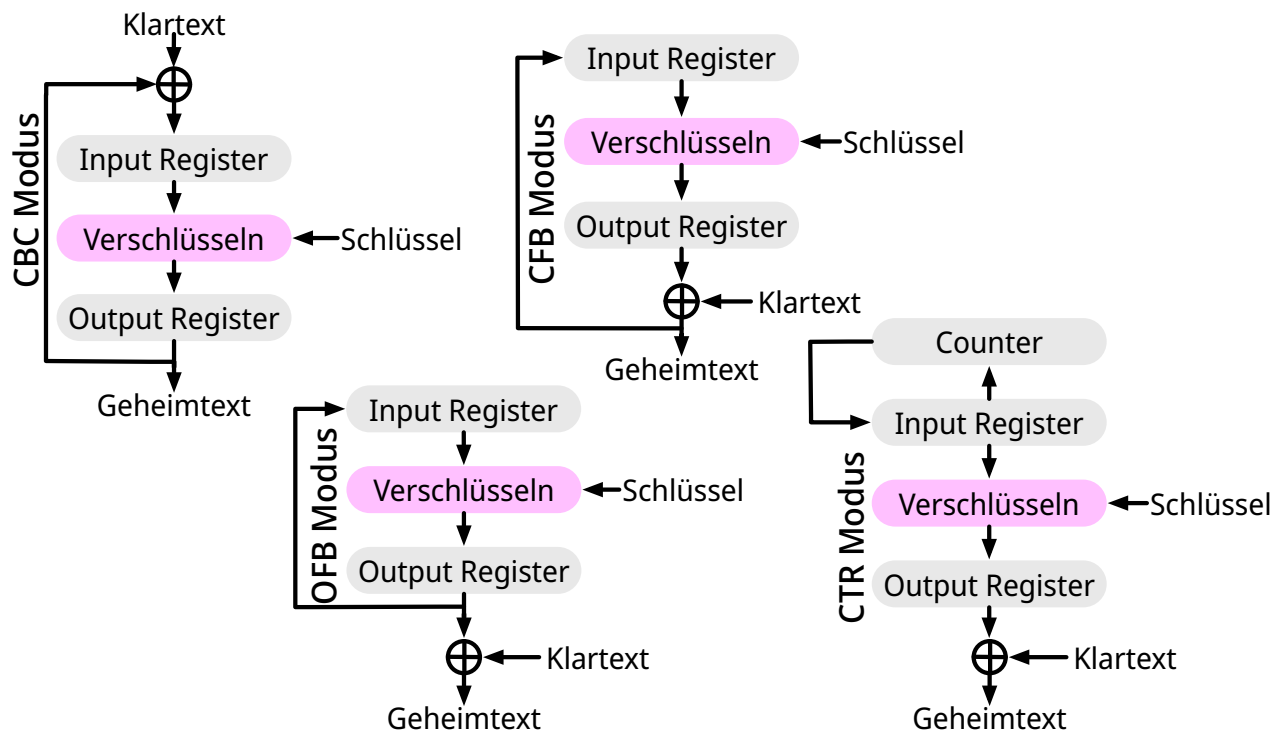 Klartext
CBC Modus
Input Register
Verschlüsseln
Schlüssel
Output Register
Geheimtext
CFB Modus
Input Register
Verschlüsseln
Schlüssel
Output Register
Klartext
Geheimtext
OFB Modus
Input Register
Verschlüsseln
Schlüssel
Output Register
Klartext
Geheimtext
CTR Modus
Counter
Input Register
Verschlüsseln
Schlüssel
Output Register
Klartext
Geheimtext